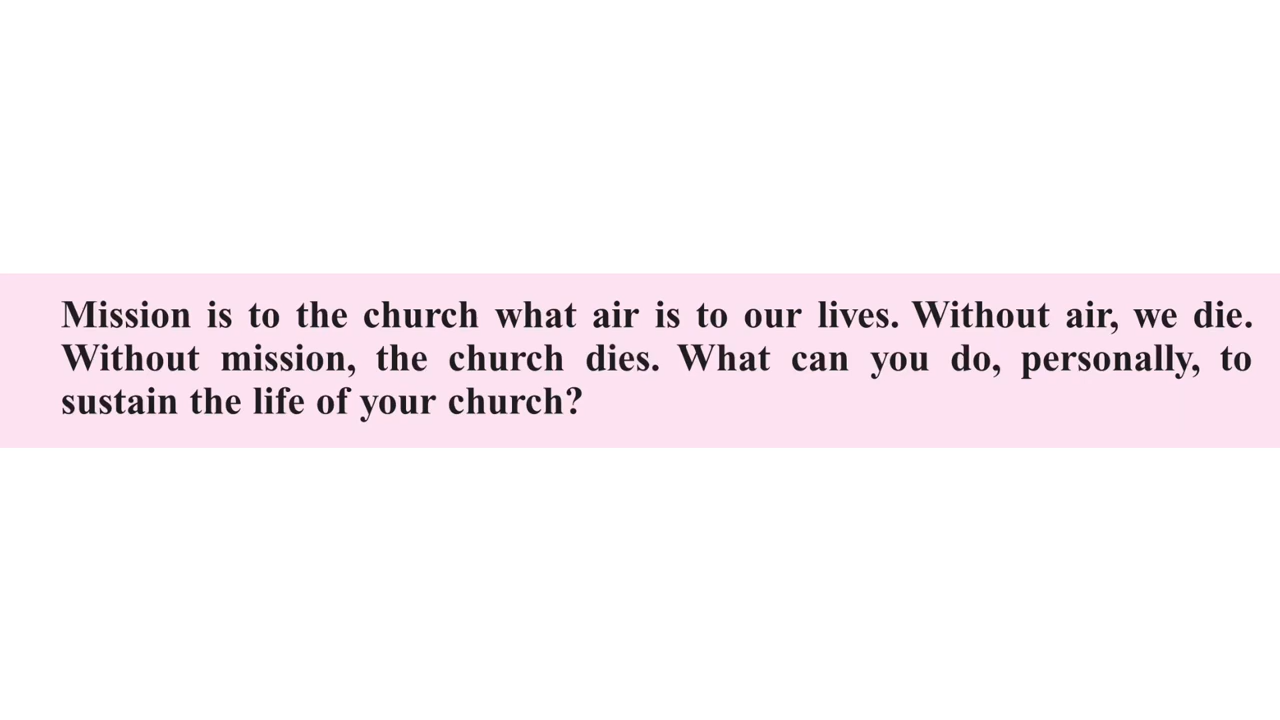 Mission is to the church what air is to our lives. Without air, we die.
Without mission, the church dies. What can you do, personally, to
sustain the life of your church?